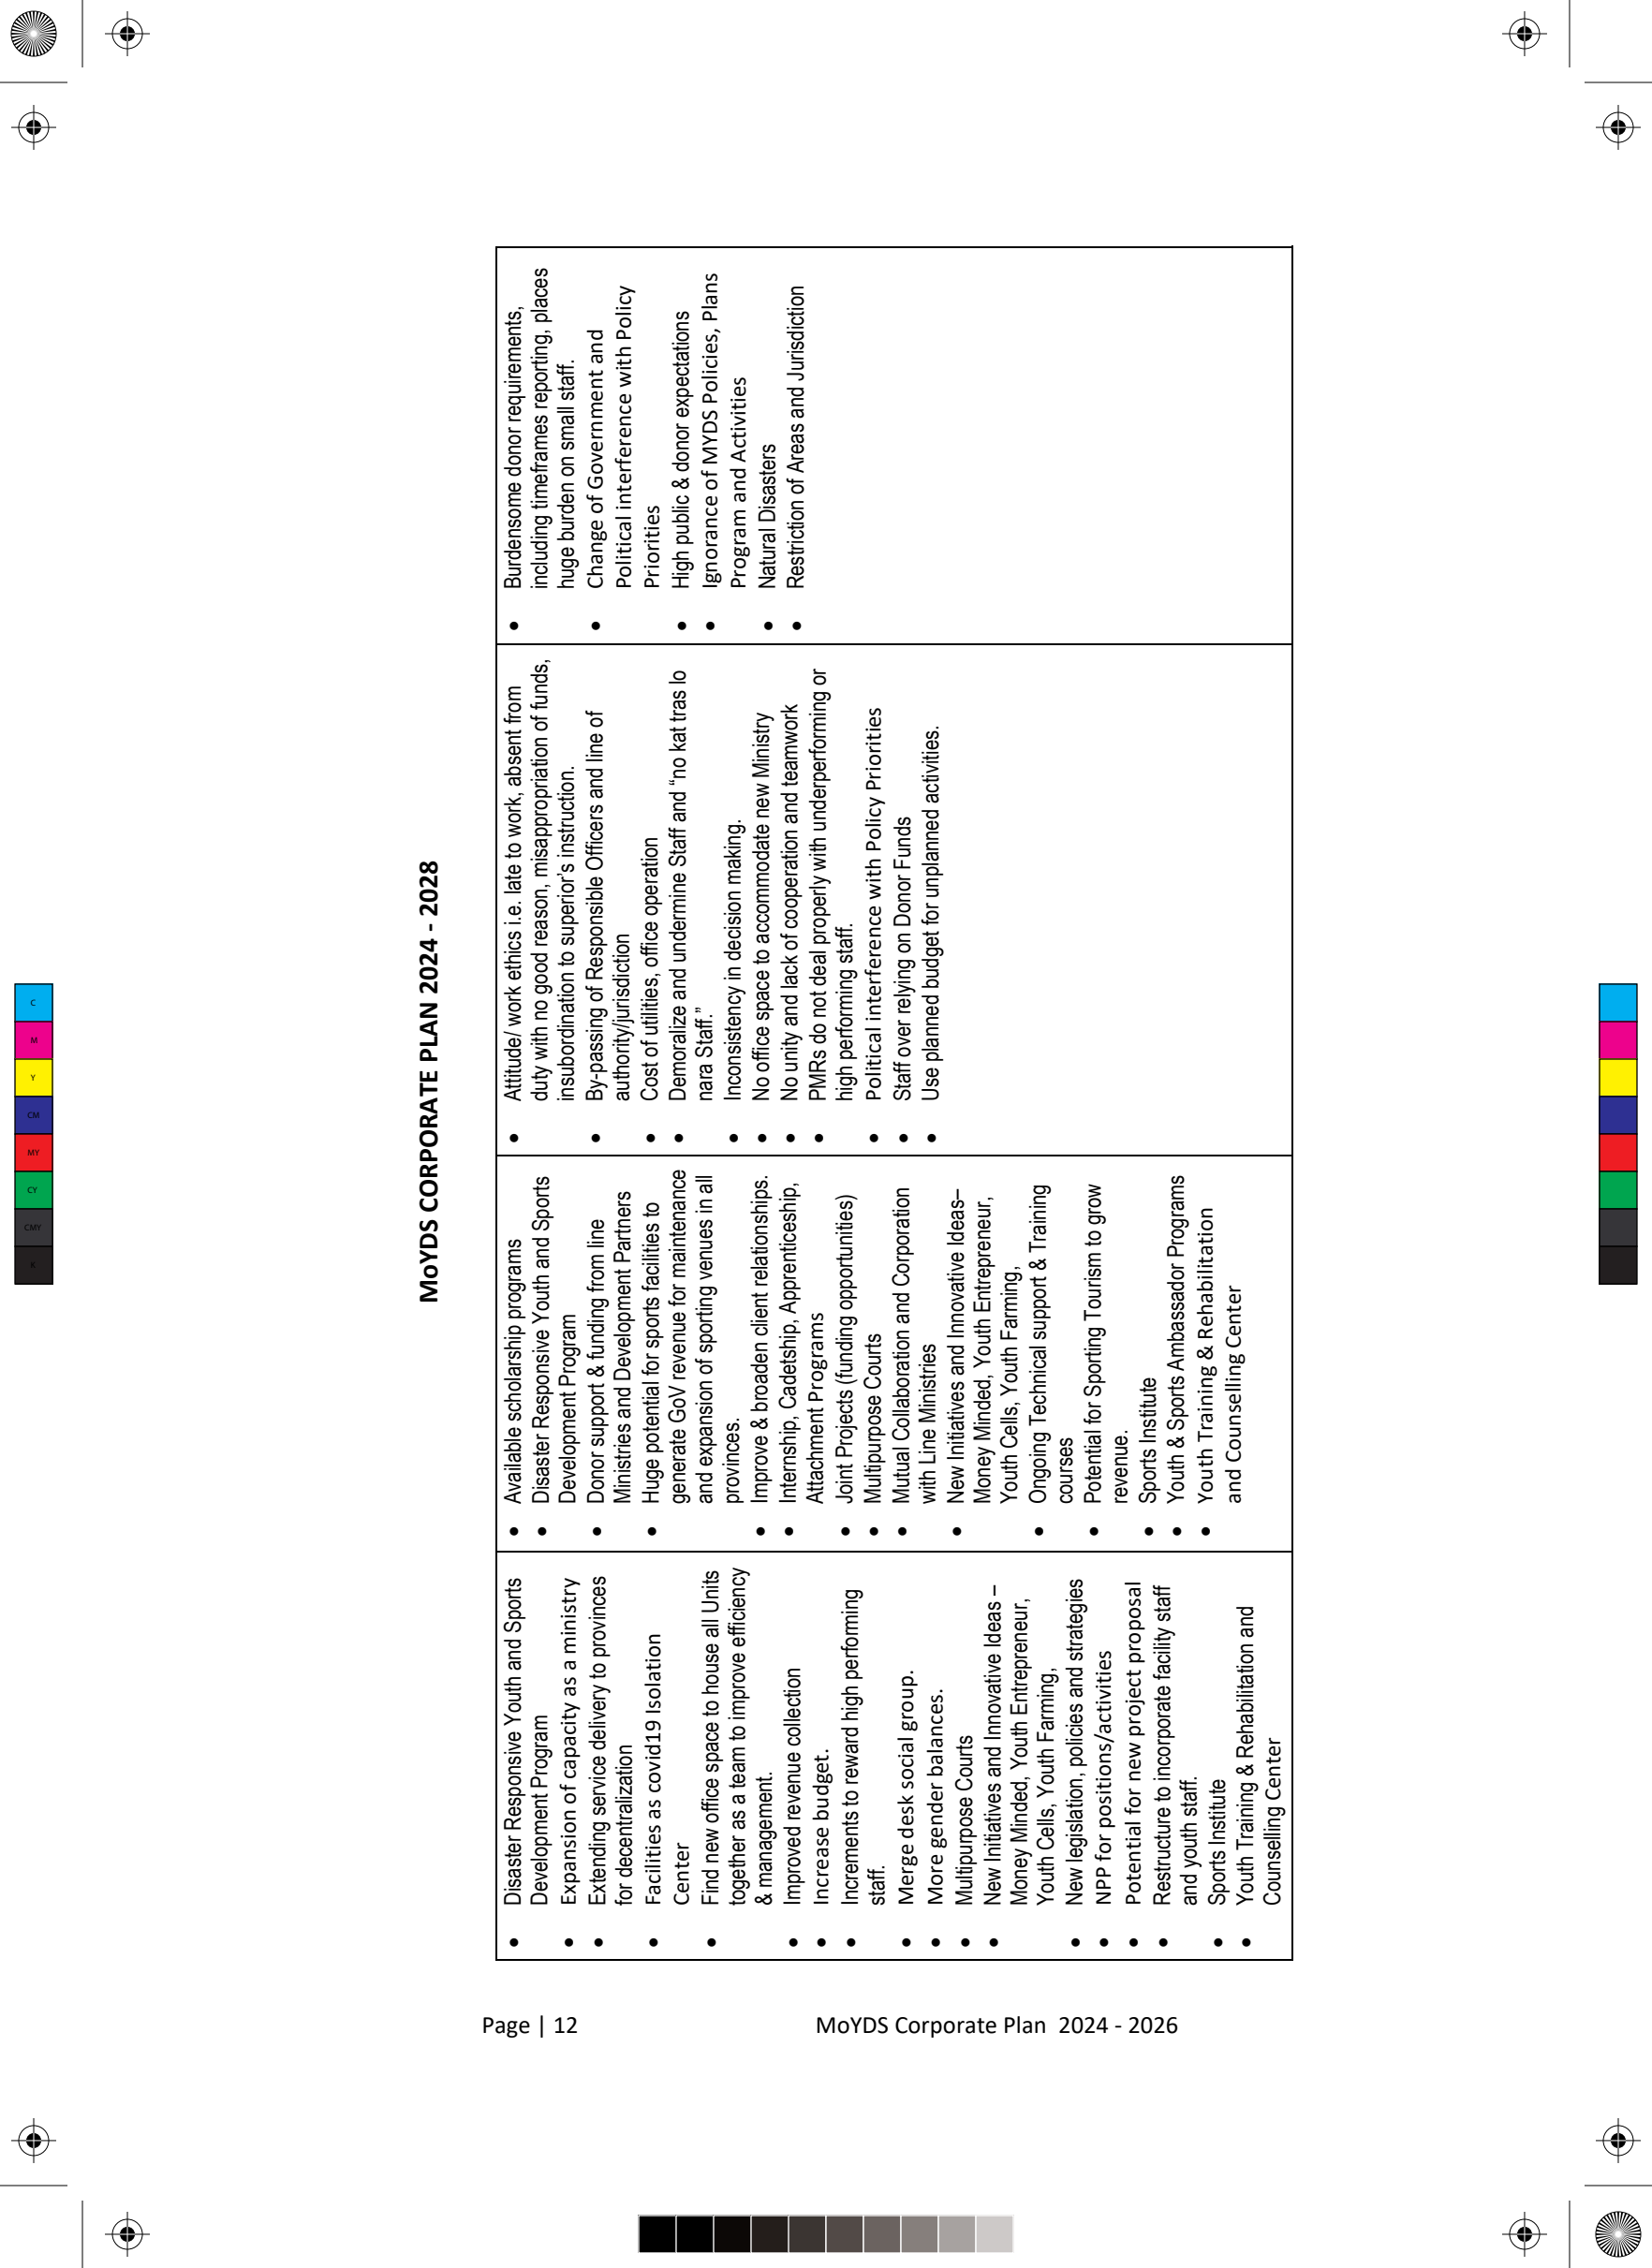 MoYDS CORPORATE PLAN 2024 - 2028
• Disaster Responsive Youth and Sports
Development Program
• Expansion of capacity as a ministry
• Extending service delivery to provinces
for decentralization
• Facilities as covid19 Isolation
Center
• Find new office space to house all Units
together as a team to improve efficiency
& management.
• Improved revenue collection
• Increase budget.
• Increments to reward high performing
staff.
• Merge desk social group.
• More gender balances.
• Multipurpose Courts
• New Initiatives and Innovative Ideas –
Money Minded, Youth Entrepreneur,
Youth Cells, Youth Farming,
• New legislation, policies and strategies
• NPP for positions/activities
• Potential for new project proposal
• Restructure to incorporate facility staff
and youth staff.
• Sports Institute
• Youth Training & Rehabilitation and
Counselling Center
• Available scholarship programs
• Disaster Responsive Youth and Sports
Development Program
• Donor support & funding from line
Ministries and Development Partners
• Huge potential for sports facilities to
generate GoV revenue for maintenance
and expansion of sporting venues in all
provinces.
• Improve & broaden client relationships.
• Internship, Cadetship, Apprenticeship,
Attachment Programs
• Joint Projects (funding opportunities)
• Multipurpose Courts
• Mutual Collaboration and Corporation
with Line Ministries
• New Initiatives and Innovative Ideas–
Money Minded, Youth Entrepreneur,
Youth Cells, Youth Farming,
• Ongoing Technical support & Training
courses
• Potential for Sporting Tourism to grow
revenue.
• Sports Institute
• Youth & Sports Ambassador Programs
• Youth Training & Rehabilitation
and Counselling Center
• Attitude/ work ethics i.e. late to work, absent from
duty with no good reason, misappropriation of funds,
insubordination to superior's instruction.
• By-passing of Responsible Officers and line of
authority/jurisdiction
• Cost of utilities, office operation
• Demoralize and undermine Staff and “no kat tras lo
nara Staff.”
• Inconsistency in decision making.
• No office space to accommodate new Ministry
• No unity and lack of cooperation and teamwork
• PMRs do not deal properly with underperforming or
high performing staff.
• Political interference with Policy Priorities
• Staff over relying on Donor Funds
• Use planned budget for unplanned activities.
• Burdensome donor requirements,
including timeframes reporting, places
huge burden on small staff.
• Change of Government and
Political interference with Policy
Priorities
• High public & donor expectations
• Ignorance of MYDS Policies, Plans
Program and Activities
• Natural Disasters
• Restriction of Areas and Jurisdiction
Page | 12 MoYDS Corporate Plan 2024 - 2026
C
M
Y
CM
MY
CY
CMY
K